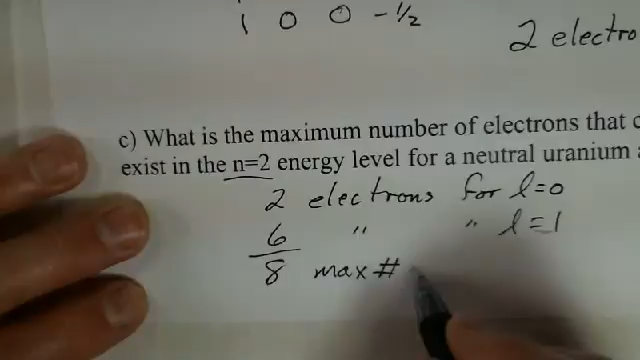 1 0 0 -1/2
2 electro
c) What is the maximum number of electrons that c
exist in the n=2 energy level for a neutral uranium
2 electrons for l=0
6 " " l=1
8 max #